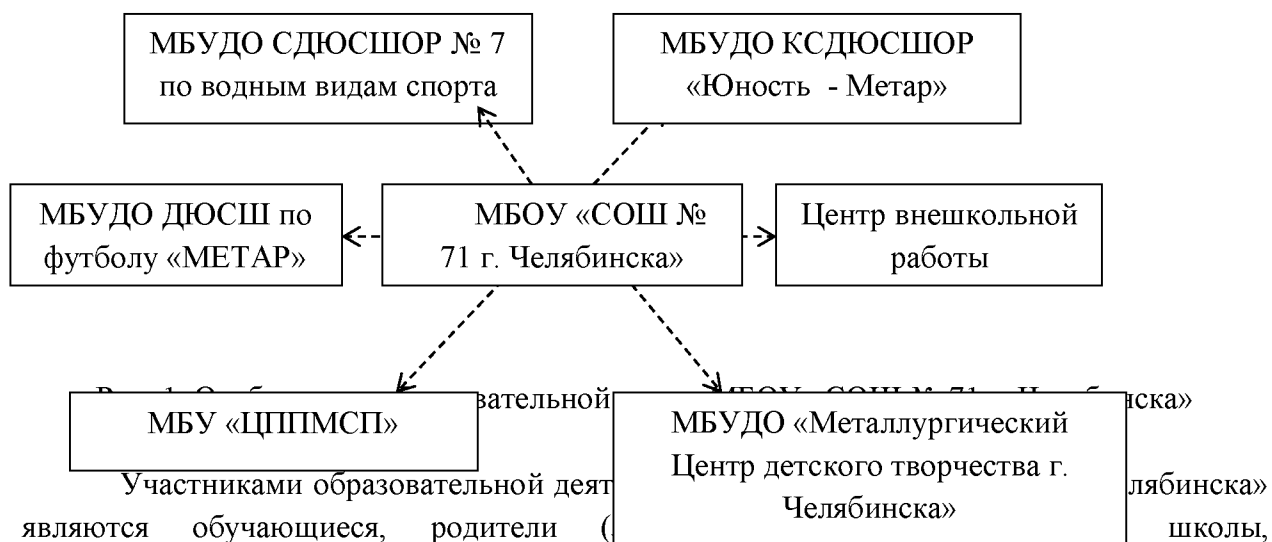 МБУДО СДЮСШОР № 7
по водным видам спорта
МБУДО КСДЮСШОР
«Юность - Метар»
МБУДО ДЮСШ по
футболу «МЕТАР»
МБОУ «СОШ №
71 г. Челябинска»
Центр внешкольной
работы
МБУ «ЦППМСП»
МБУДО «Металлургический
Центр детского творчества г.
Челябинска»
Участниками образовательной
являются обучающиеся, родители школы,